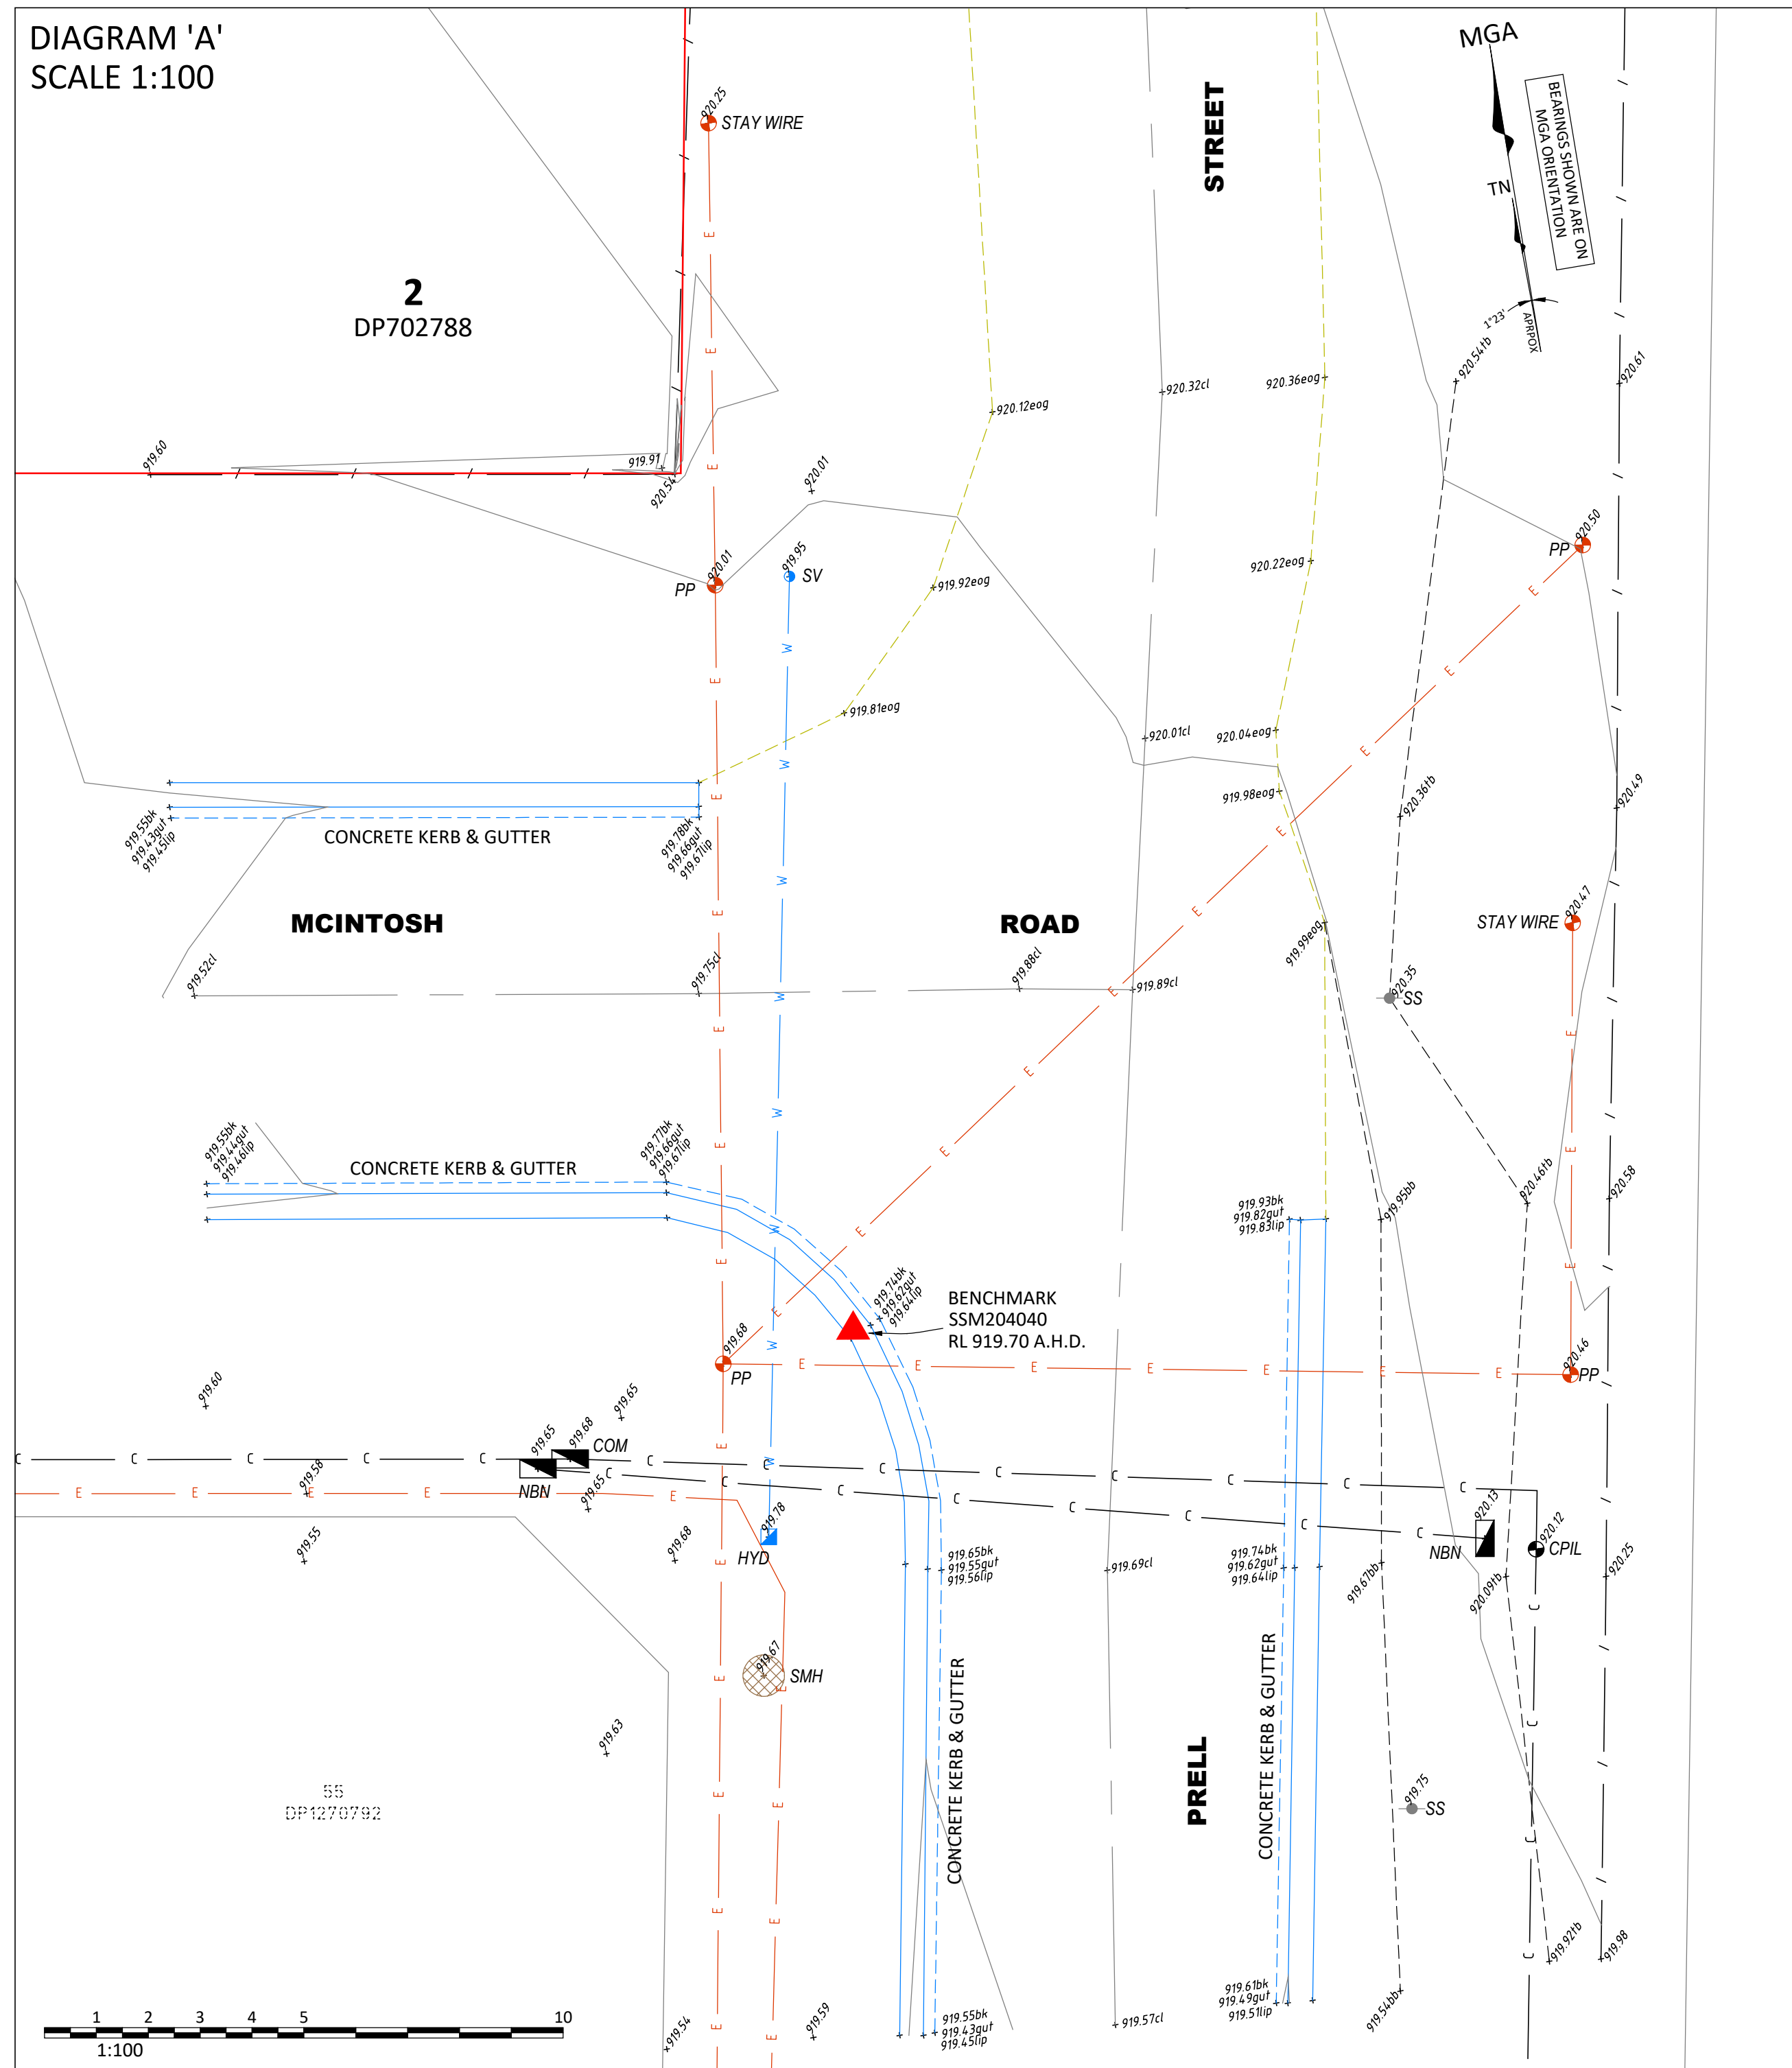 DIAGRAM 'A'
SCALE 1:100
MGA
BEARINGS SHOWN ARE ON
MGA ORIENTATION
TN
1°23'
APRPOX
STREET
920.25
STAY WIRE
2
DP702788
920.54tb
920.61
920.32cl
920.36eog
920.12eog
919.60
919.91
920.54
920.01
920.50
PP
920.01
PP
919.95
SV
920.22eog
919.92eog
919.81eog
920.01cl
920.04eog
919.98eog
920.36tb
920.49
919.55bk
919.43gut
919.45lip
CONCRETE KERB & GUTTER
919.78bk
919.66gut
919.67lip
MCINTOSH
ROAD
919.99eog
STAY WIRE
920.47
919.52cl
919.75cl
919.88cl
919.89cl
920.35
SS
919.55bk
919.44gut
919.46lip
CONCRETE KERB & GUTTER
919.77bk
919.66gut
919.67lip
919.93bk
919.82gut
919.83lip
919.95bb
920.46tb
920.58
919.74bk
919.62gut
919.64lip
BENCHMARK
SSM204040
RL 919.70 A.H.D.
919.68
PP
920.46
PP
919.60
919.65
919.65
919.68
COM
NBN
919.58
919.65
C C C C C C C C C C C C C
C C C C C C C C
E E E E E E
W W W W W W W W
919.55
919.68
919.78
HYD
919.65bk
919.55gut
919.56lip
919.69cl
919.74bk
919.62gut
919.64lip
919.67bb
920.13
NBN
920.12
CPIL
920.09tb
920.25
919.67
SMH
919.63
55
DP1270792
CONCRETE KERB & GUTTER
PRELL
CONCRETE KERB & GUTTER
919.75
SS
919.54
919.59
919.55bk
919.43gut
919.45lip
919.57cl
919.61bk
919.49gut
919.51lip
919.54bb
919.92tb
919.98
1 2 3 4 5 10
1:100